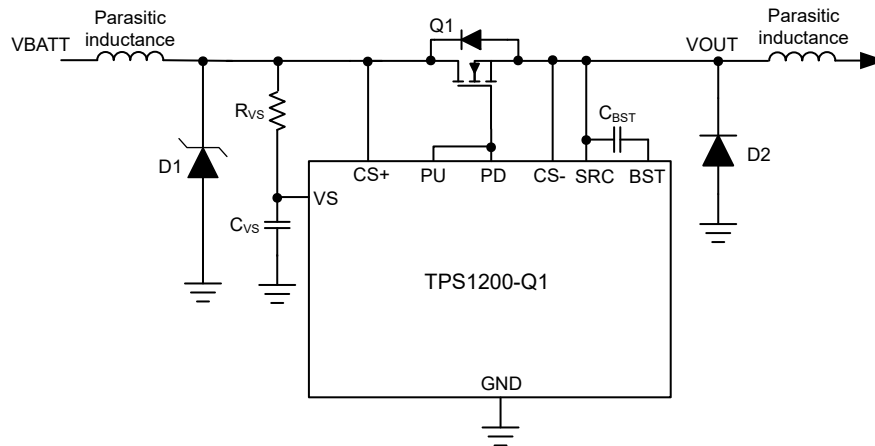 Parasitic
inductance
VBATT
Q1
VOUT
Parasitic
inductance
RVS
CBST
D1
D2
CS+
PU
PD
CS-
SRC
BST
VS
CVS
TPS1200-Q1
GND